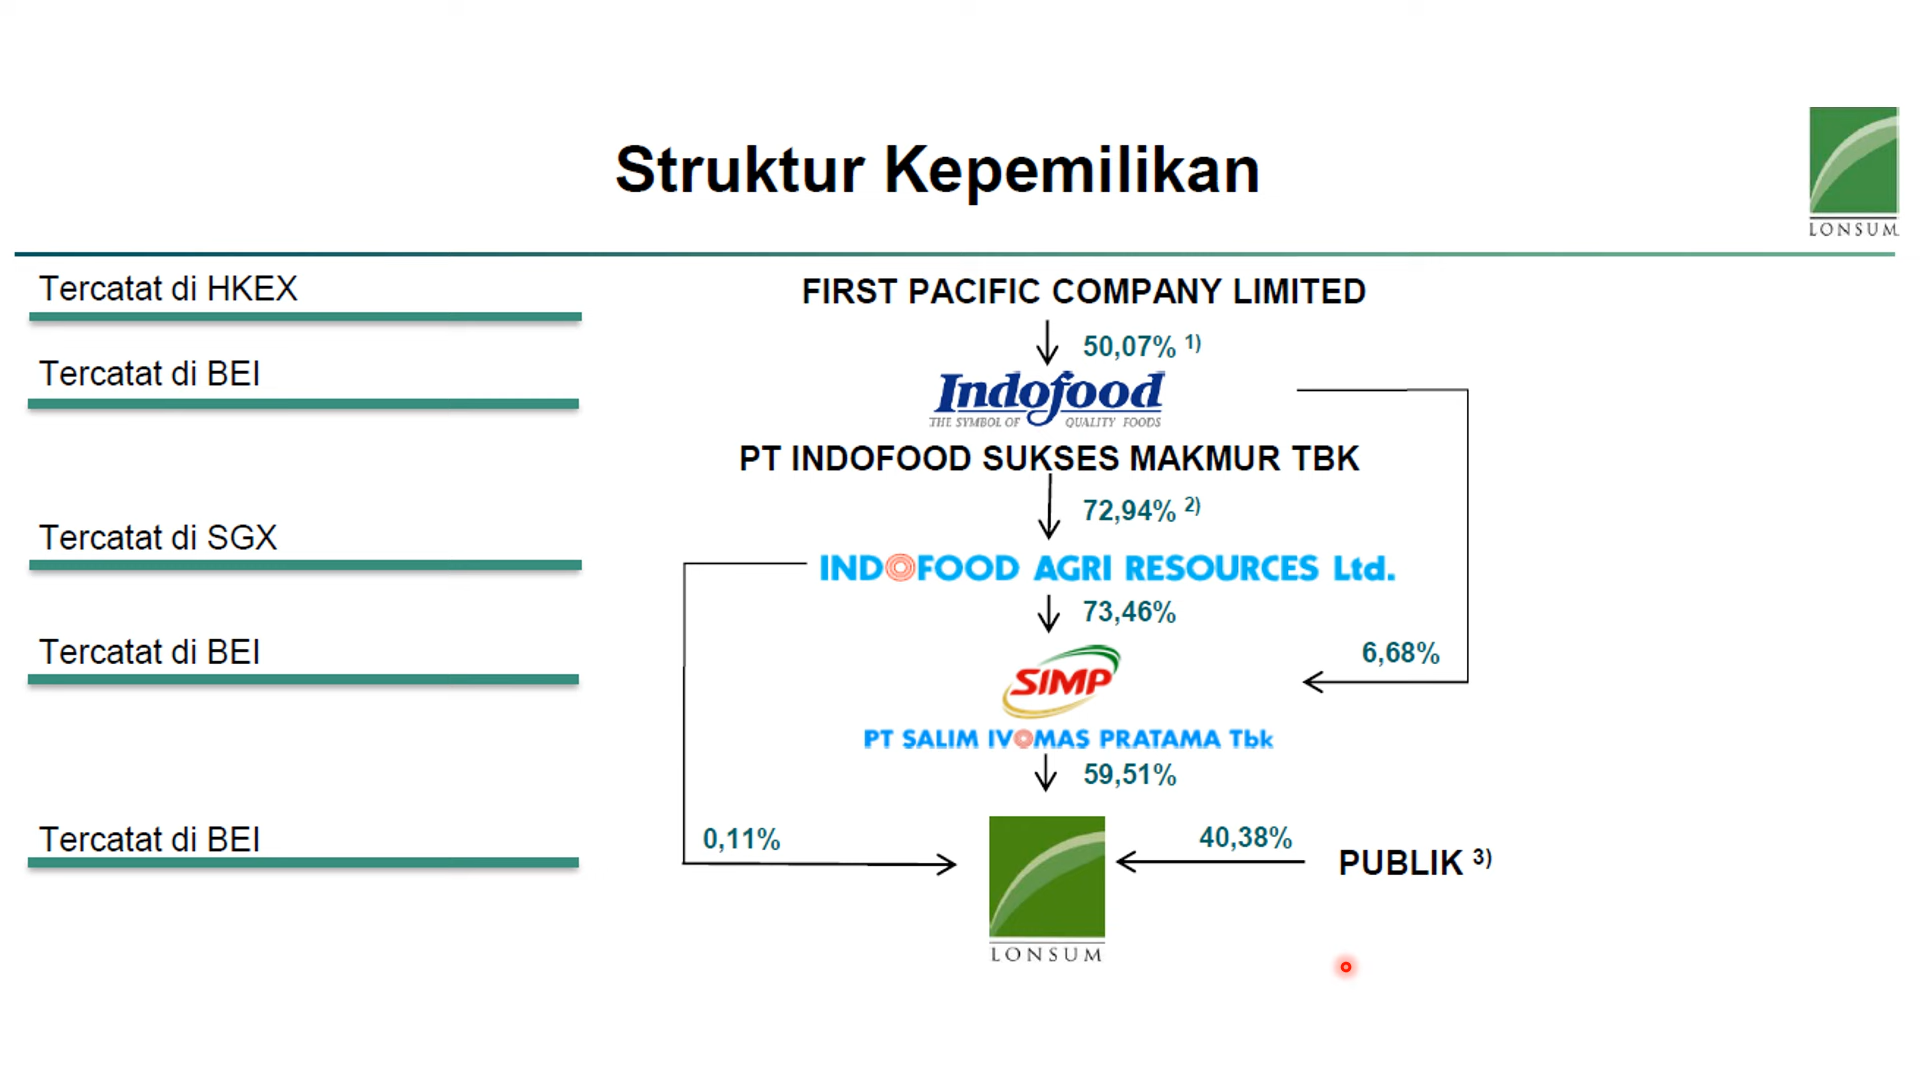 Struktur Kepemilikan
LONSUM
Tercatat di HKEX
FIRST PACIFIC COMPANY LIMITED
50,07% 1)
Tercatat di BEI
Indofood
THE SYMBOL OF QUALITY FOODS
PT INDOFOOD SUKSES MAKMUR TBK
72,94% 2)
Tercatat di SGX
INDOFOOD AGRI RESOURCES Ltd.
73,46%
Tercatat di BEI
6,68%
SIMP
PT SALIM IVOMAS PRATAMA Tbk
59,51%
Tercatat di BEI
0,11%
40,38%
PUBLIK 3)
LONSUM